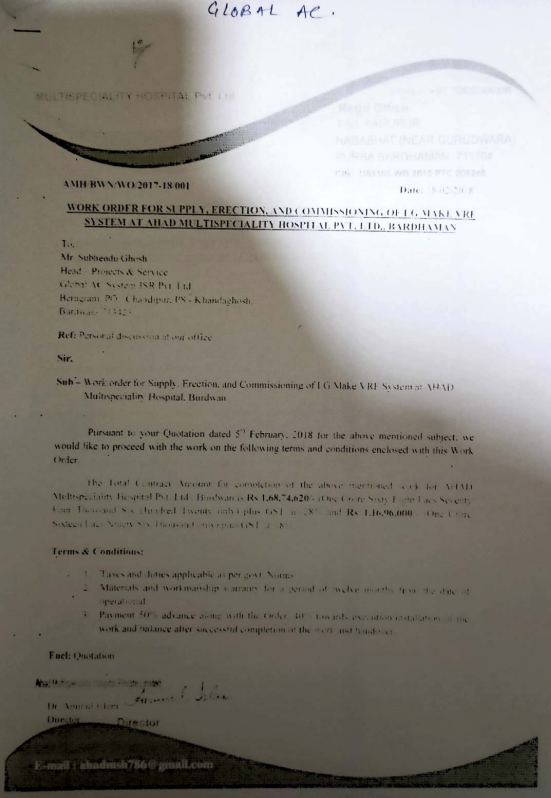 GLOBAL AC.
MULTISPECIALITY HOSPITAL Pvt. Ltd
Regd Office
NABABHAT (NEAR GURUDWARA)
PURBA BARDHAMAN
AMH/BWN/WO/2017-18/001
Date:
WORK ORDER FOR SUPPLY, ERECTION, AND COMMISSIONING OF LG MAKE VRF
SYSTEM AT AHAD MULTISPECIALITY HOSPITAL PVT. LTD., BARDHAMAN
To,
Mr. Subhendu Ghosh
Head - Projects & Service
Global AC System JSR Pvt. Ltd
Berugram, PO - Chandipur, PS - Khandaghosh,
Ref: Personal discussion at our office
Sir,
Sub – Work order for Supply, Erection, and Commissioning of LG Make VRF System at AHAD
Multispeciality Hospital, Burdwan.
Pursuant to your Quotation dated 5th February, 2018 for the above mentioned subject, we
would like to proceed with the work on the following terms and conditions enclosed with this Work
Order.
The Total Contract Amount for completion of the above mentioned work for AHAD
Multispeciality Hospital Pvt. Ltd. Burdwan is Rs 1,68,74,620/- (One Crore Sixty Eight Lacs Seventy
Four Thousand Six Hundred Twenty only) plus GST @ 28% and Rs. 1,16,96,000/- (One Crore
Sixteen Lacs Ninety Six Thousand only) plus GST
Terms & Conditions:
1. Taxes and duties applicable as per govt. Norms
2. Materials and workmanship warranty for a period of twelve months from the date of
operational.
3. Payment 50% advance along with the Order, 40% towards execution/installation of the
work and balance after successful completion of the work and handover.
Encl: Quotation
Director
Director
E-mail : ahadmsh786@gmail.com